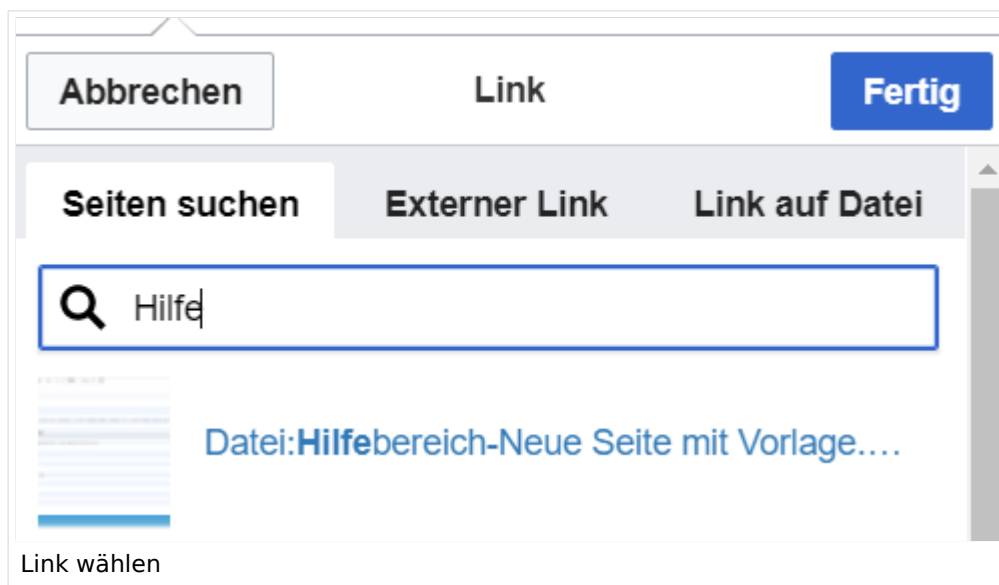 Abbrechen Link Fertig
Seiten suchen Externer Link Link auf Datei
Hilfe
Datei:Hilfebereich-Neue Seite mit Vorlage....
Link wählen